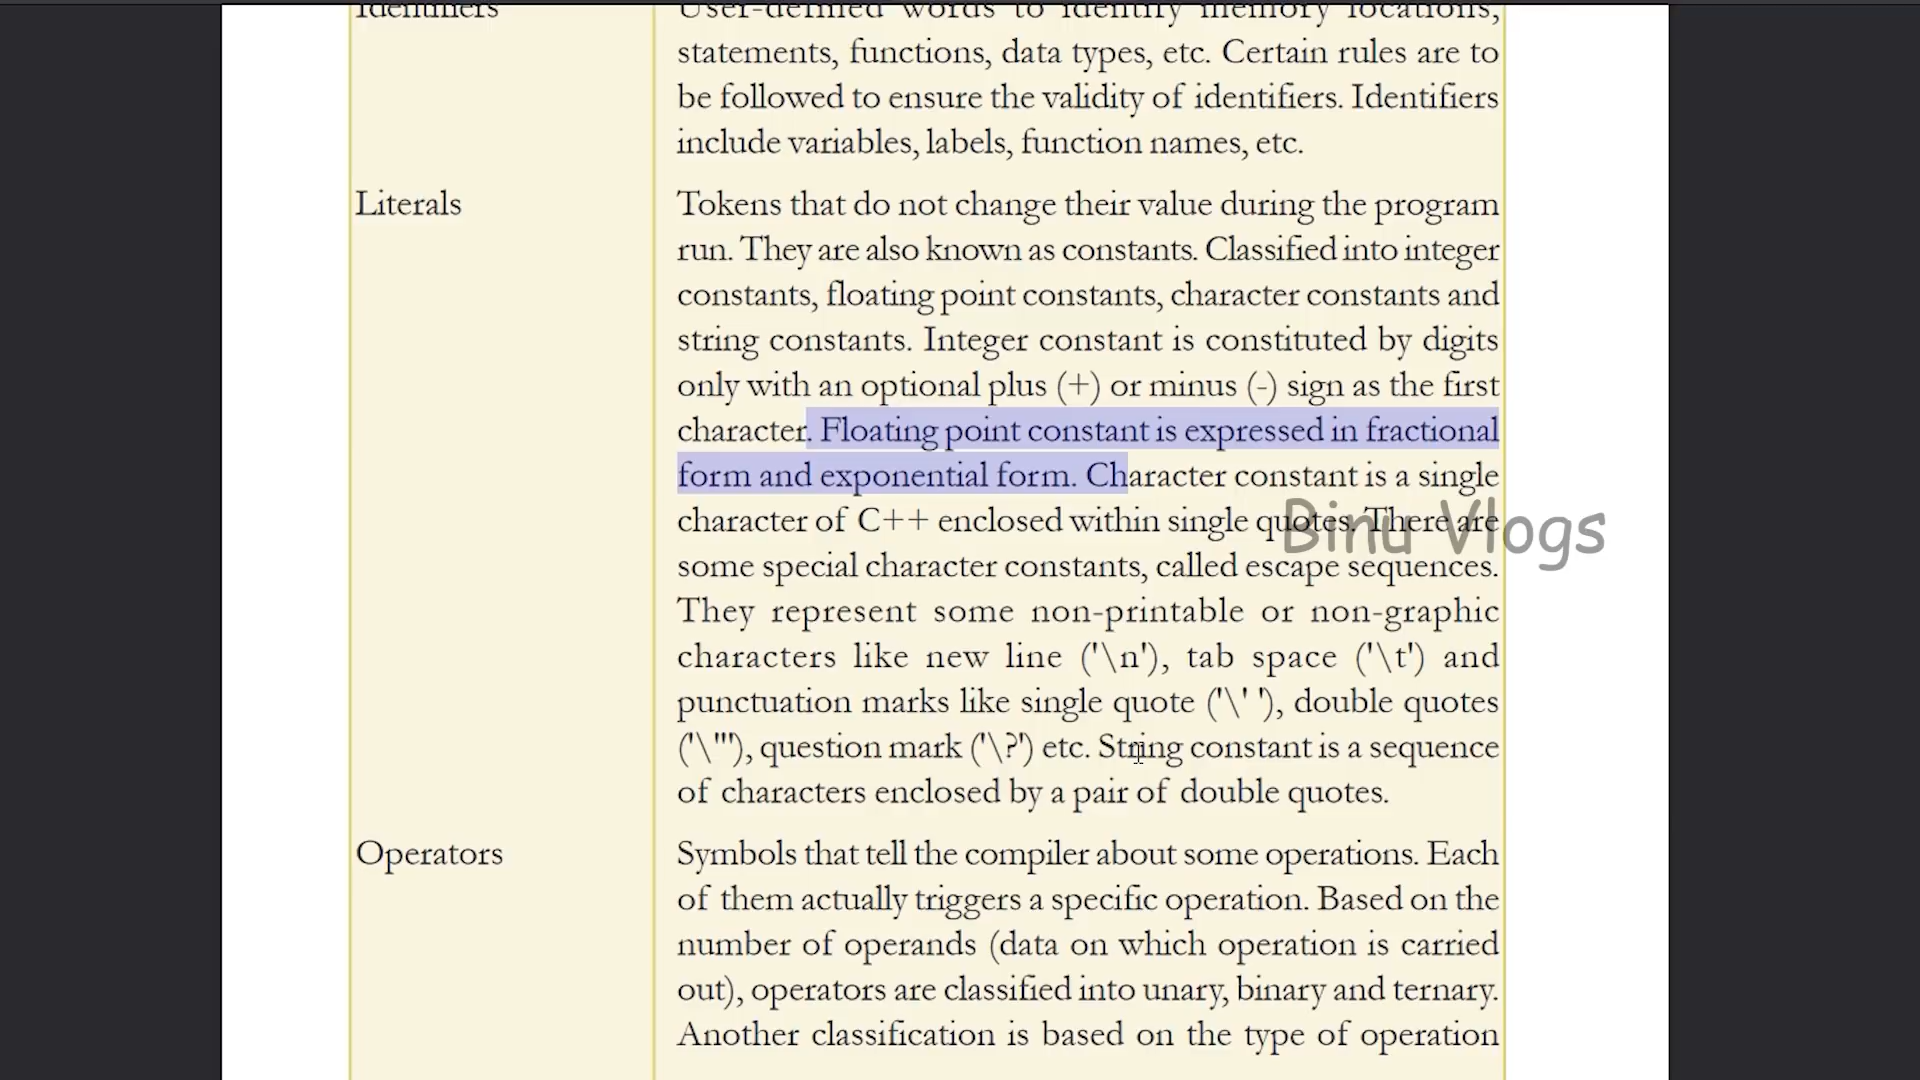 Identifiers
User-defined words to identify memory locations,
statements, functions, data types, etc. Certain rules are to
be followed to ensure the validity of identifiers. Identifiers
include variables, labels, function names, etc.
Literals
Tokens that do not change their value during the program
run. They are also known as constants. Classified into integer
constants, floating point constants, character constants and
string constants. Integer constant is constituted by digits
only with an optional plus (+) or minus (-) sign as the first
character. Floating point constant is expressed in fractional
form and exponential form. Character constant is a single
character of C++ enclosed within single quotes. There are
some special character constants, called escape sequences.
They represent some non-printable or non-graphic
characters like new line ('\n'), tab space ('\t') and
punctuation marks like single quote ('\' '), double quotes
('\"'), question mark ('\?') etc. String constant is a sequence
of characters enclosed by a pair of double quotes.
Binu Vlogs
Operators
Symbols that tell the compiler about some operations. Each
of them actually triggers a specific operation. Based on the
number of operands (data on which operation is carried
out), operators are classified into unary, binary and ternary.
Another classification is based on the type of operation